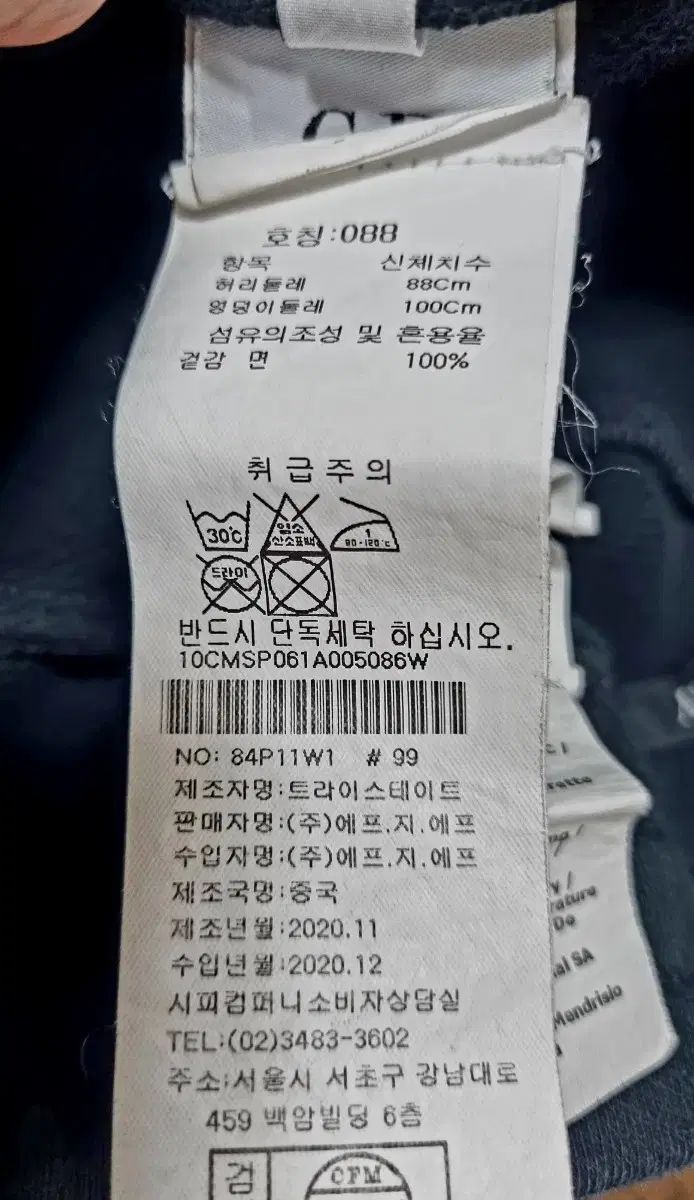 호칭:088
항목 신체치수
허리둘레 88Cm
엉덩이둘레 100Cm
섬유의조성 및 혼용율
겉감 면 100%
취급주의
30℃
염소
산소표백
1
80-120℃
드라이
반드시 단독세탁 하십시오.
10CMSP061A005086W
NO: 84P11W1 # 99
제조자명:트라이스테이트
판매자명:(주)에프.지.에프
수입자명:(주)에프.지.에프
제조국명:중국
제조년월:2020.11
수입년월:2020.12
시피컴퍼니소비자상담실
TEL:(02)3483-3602
주소:서울시 서초구 강남대로
459 백암빌딩 6층
검
CFM
al SA
Mendrisio